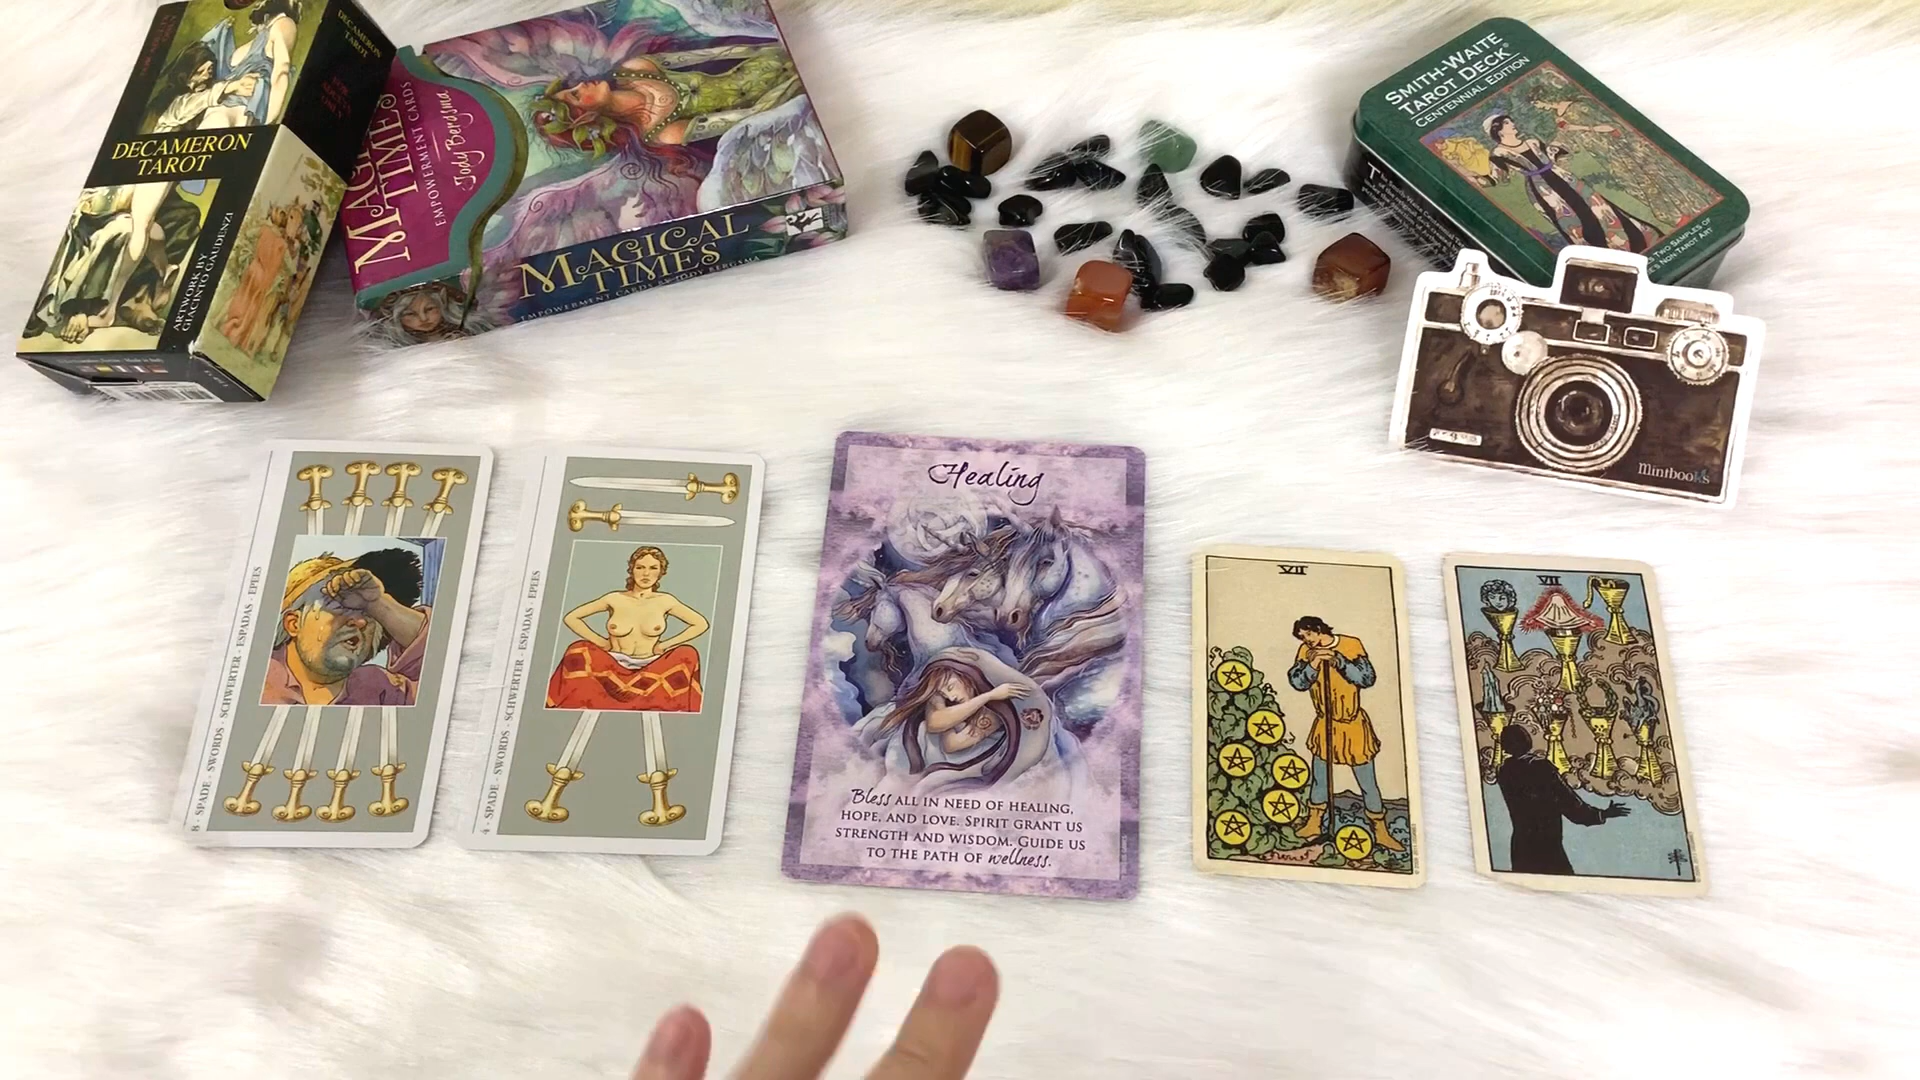 DECAMERON
TAROT
ARTWORK BY
GIACINTO GAUDENZI
DECAMERON
TAROT
MAGICAL
TIMES
EMPOWERMENT CARDS
Jody Bergsma
MAGICAL
TIMES
EMPOWERMENT CARDS BY JODY BERGSMA
SMITH-WAITE
TAROT DECK®
CENTENNIAL EDITION
Mintbooks
8 · SPADE · SWORDS · SCHWERTER · ESPADAS · EPEES
4 · SPADE · SWORDS · SCHWERTER · ESPADAS · EPEES
Healing
Bless ALL IN NEED OF HEALING,
HOPE, AND LOVE. SPIRIT GRANT US
STRENGTH AND WISDOM. GUIDE US
TO THE PATH OF wellness.
VII
VII